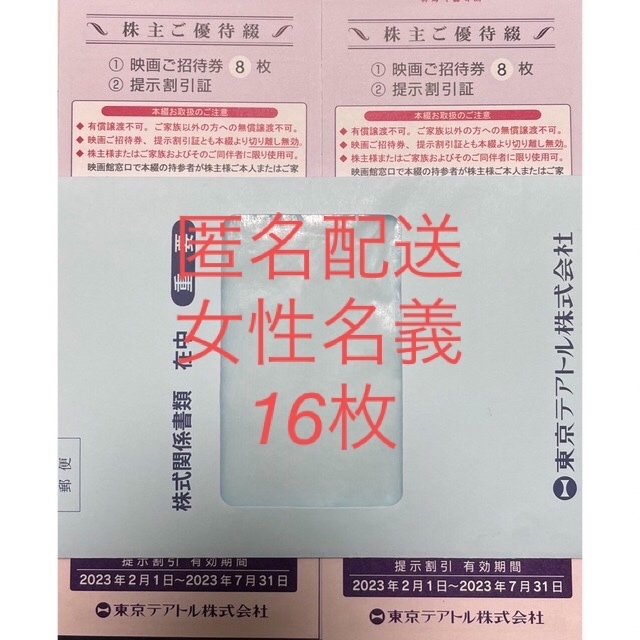 株主ご優待綴
① 映画ご招待券 8 枚
② 提示割引証
本綴お取扱のご注意
◆ 有償譲渡不可。ご家族以外の方への無償譲渡不可。
◆ 映画ご招待券、提示割引証とも本綴より切り離し無効。
◆ 株主様またはご家族およびそのご同伴者に限り使用可。
映画館窓口で本綴の持参者が株主様ご本人またはご家
株主ご優待綴
① 映画ご招待券 8 枚
② 提示割引証
本綴お取扱のご注意
◆ 有償譲渡不可。ご家族以外の方への無償譲渡不可。
◆ 映画ご招待券、提示割引証とも本綴より切り離し無効。
◆ 株主様またはご家族およびそのご同伴者に限り使用可。
映画館窓口で本綴の持参者が株主様ご本人またはご家
匿名配送
女性名義
16枚
重要
株式関係書類 在中
郵便
東京テアトル株式会社
提示割引 有効期間
2023年2月1日～2023年7月31日
東京テアトル株式会社
提示割引 有効期間
2023年2月1日～2023年7月31日
東京テアトル株式会社